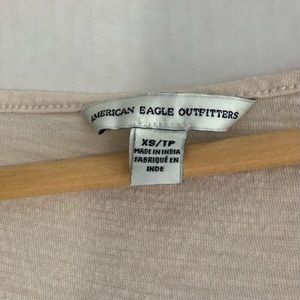 AMERICAN EAGLE OUTFITTERS
XS/TP
MADE IN INDIA
FABRIQUÉ EN
INDE